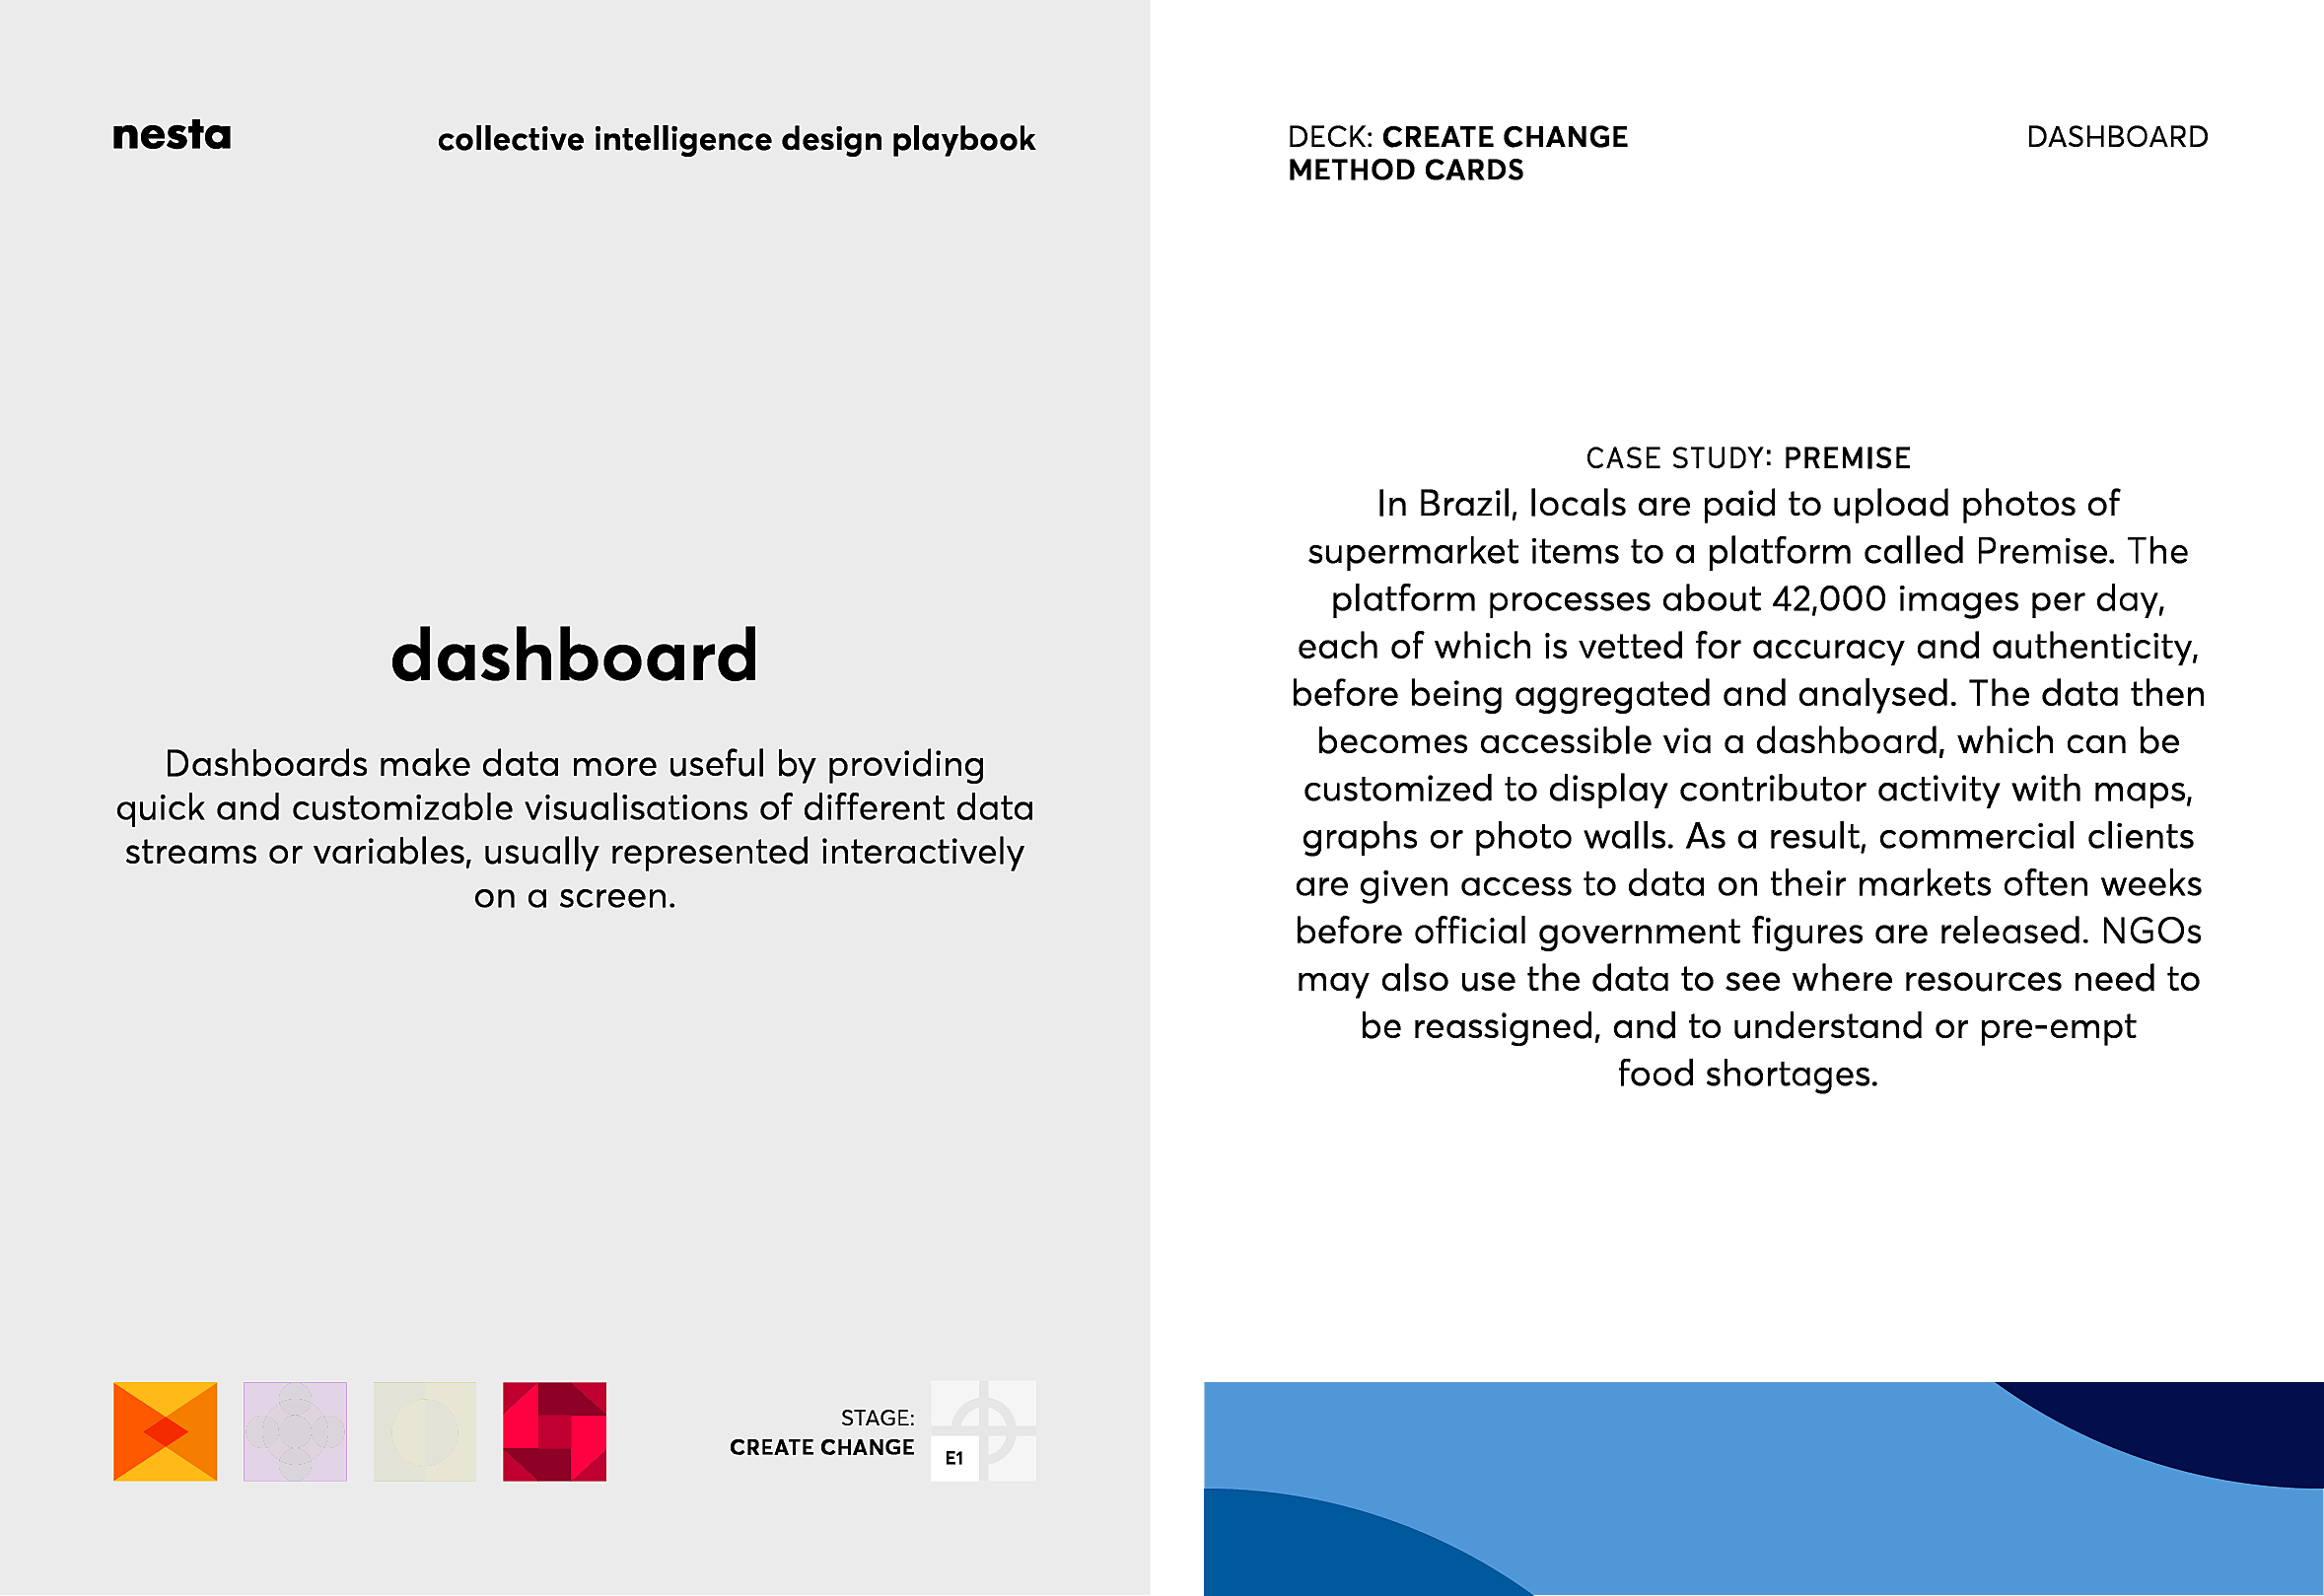 nesta
collective intelligence design playbook
dashboard
Dashboards make data more useful by providing
quick and customizable visualisations of different data
streams or variables, usually represented interactively
on a screen.
STAGE:
CREATE CHANGE
E1
DECK: CREATE CHANGE
METHOD CARDS
DASHBOARD
CASE STUDY: PREMISE
In Brazil, locals are paid to upload photos of
supermarket items to a platform called Premise. The
platform processes about 42,000 images per day,
each of which is vetted for accuracy and authenticity,
before being aggregated and analysed. The data then
becomes accessible via a dashboard, which can be
customized to display contributor activity with maps,
graphs or photo walls. As a result, commercial clients
are given access to data on their markets often weeks
before official government figures are released. NGOs
may also use the data to see where resources need to
be reassigned, and to understand or pre-empt
food shortages.